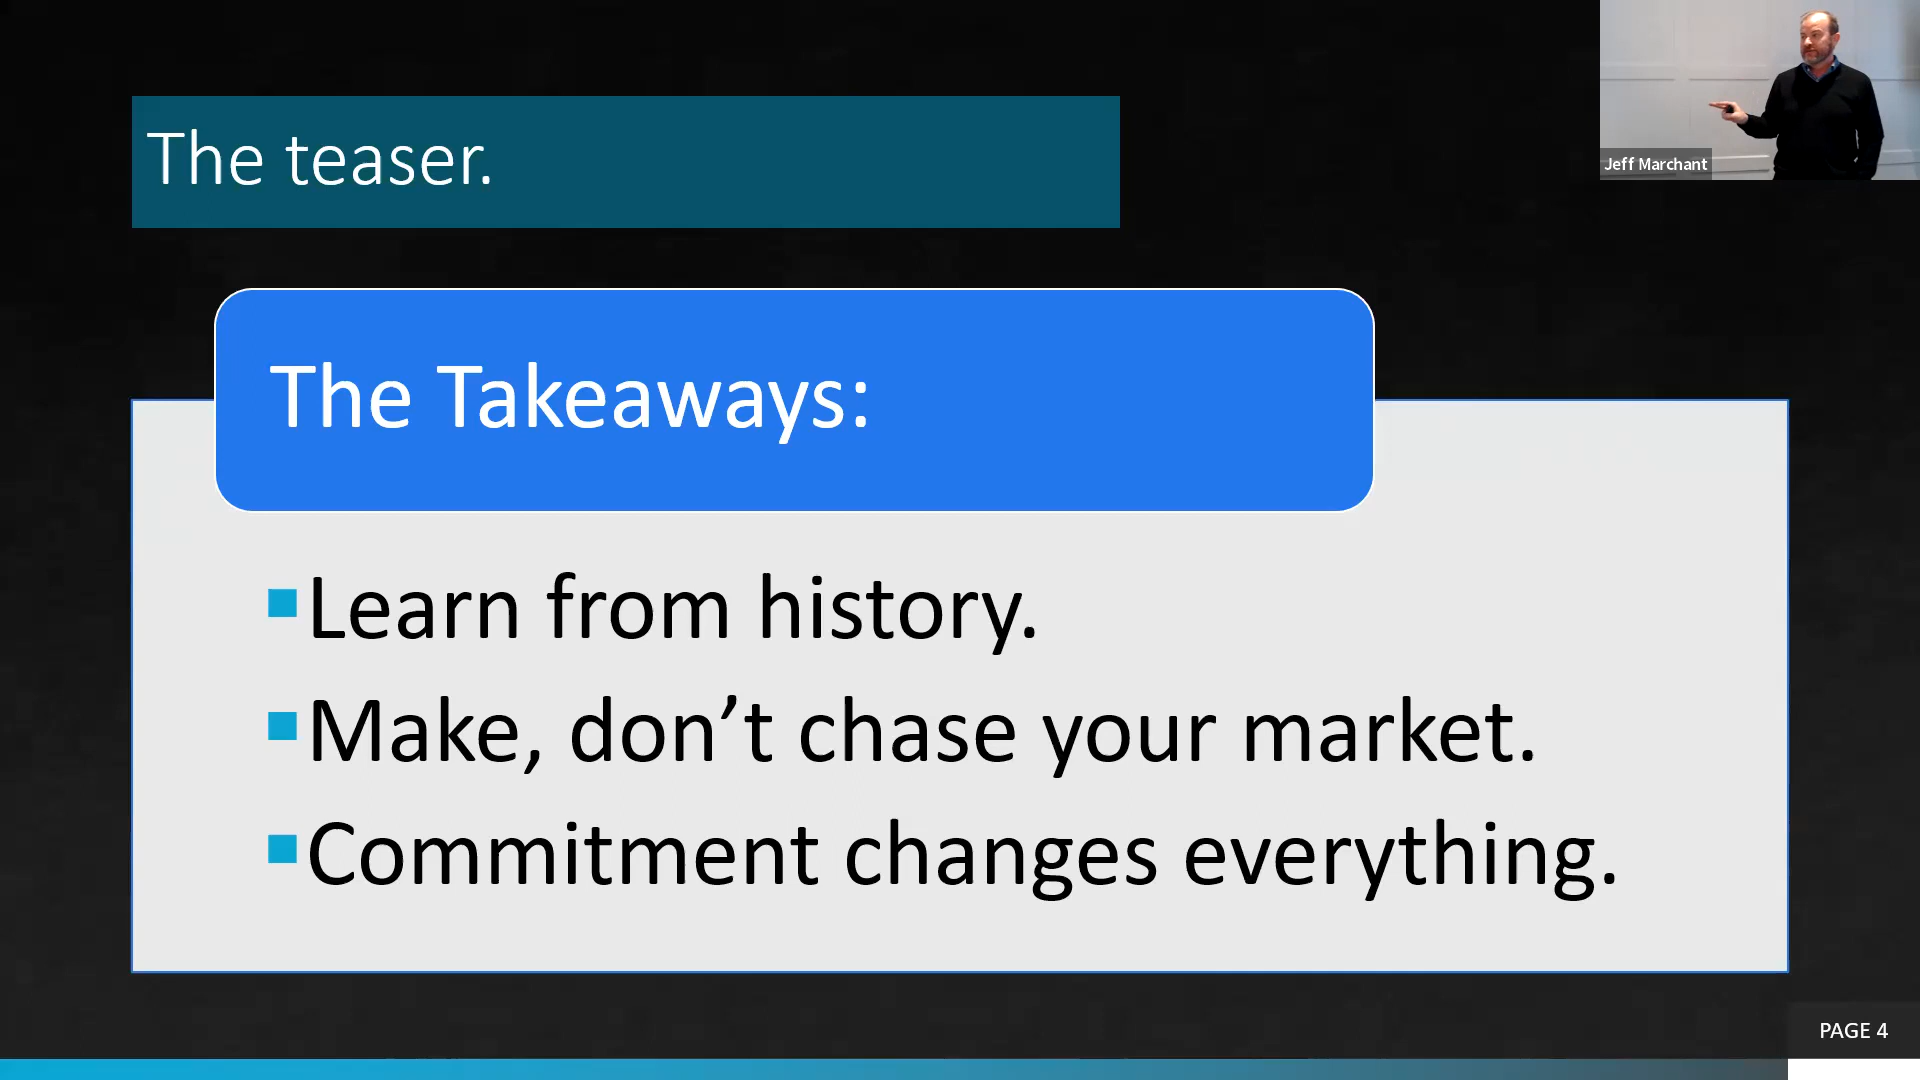 The teaser.
Jeff Marchant
The Takeaways:
Learn from history.
Make, don’t chase your market.
Commitment changes everything.
PAGE 4